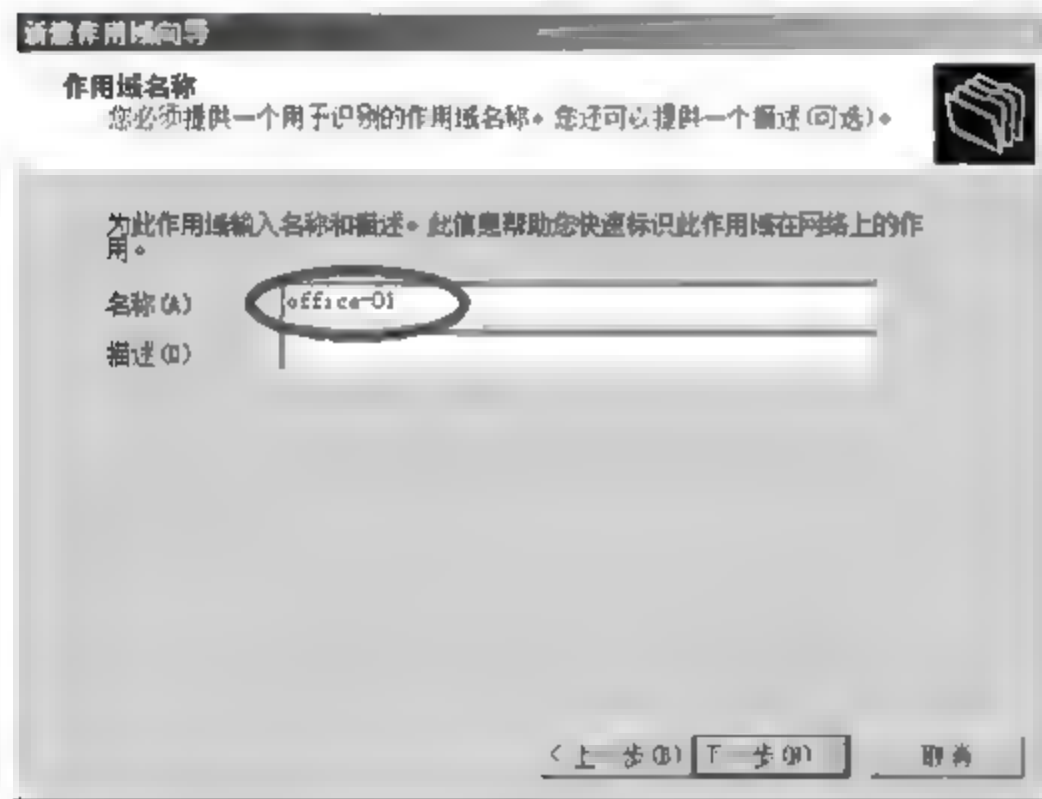 新建作用域向导
作用域名称
您必须提供一个用于识别的作用域名称。您还可以提供一个描述(可选)。
为此作用域输入名称和描述。此信息帮助您快速标识此作用域在网络上的作
用。
名称(A)
office-01
描述(D)
< 上一步(B) 下一步(N) 取消